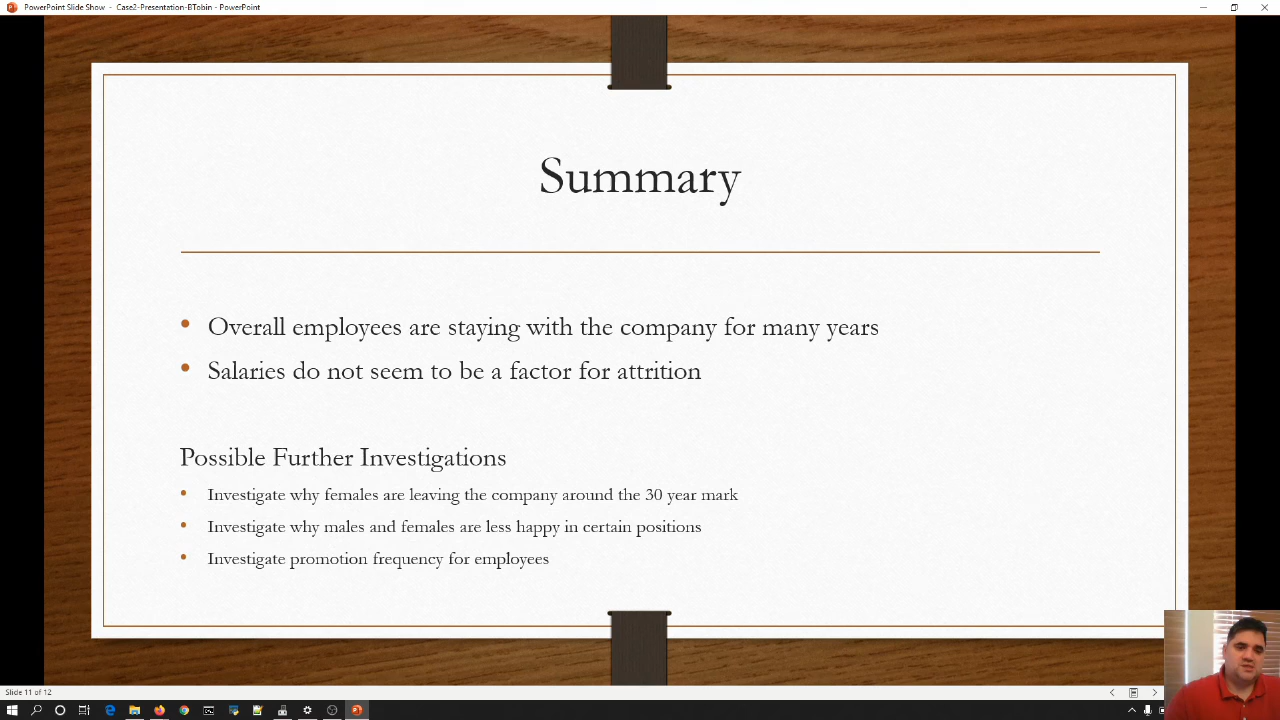 PowerPoint Slide Show - Case2-Presentation-BTobin - PowerPoint
Summary
• Overall employees are staying with the company for many years
• Salaries do not seem to be a factor for attrition
Possible Further Investigations
• Investigate why females are leaving the company around the 30 year mark
• Investigate why males and females are less happy in certain positions
• Investigate promotion frequency for employees
Slide 11 of 12